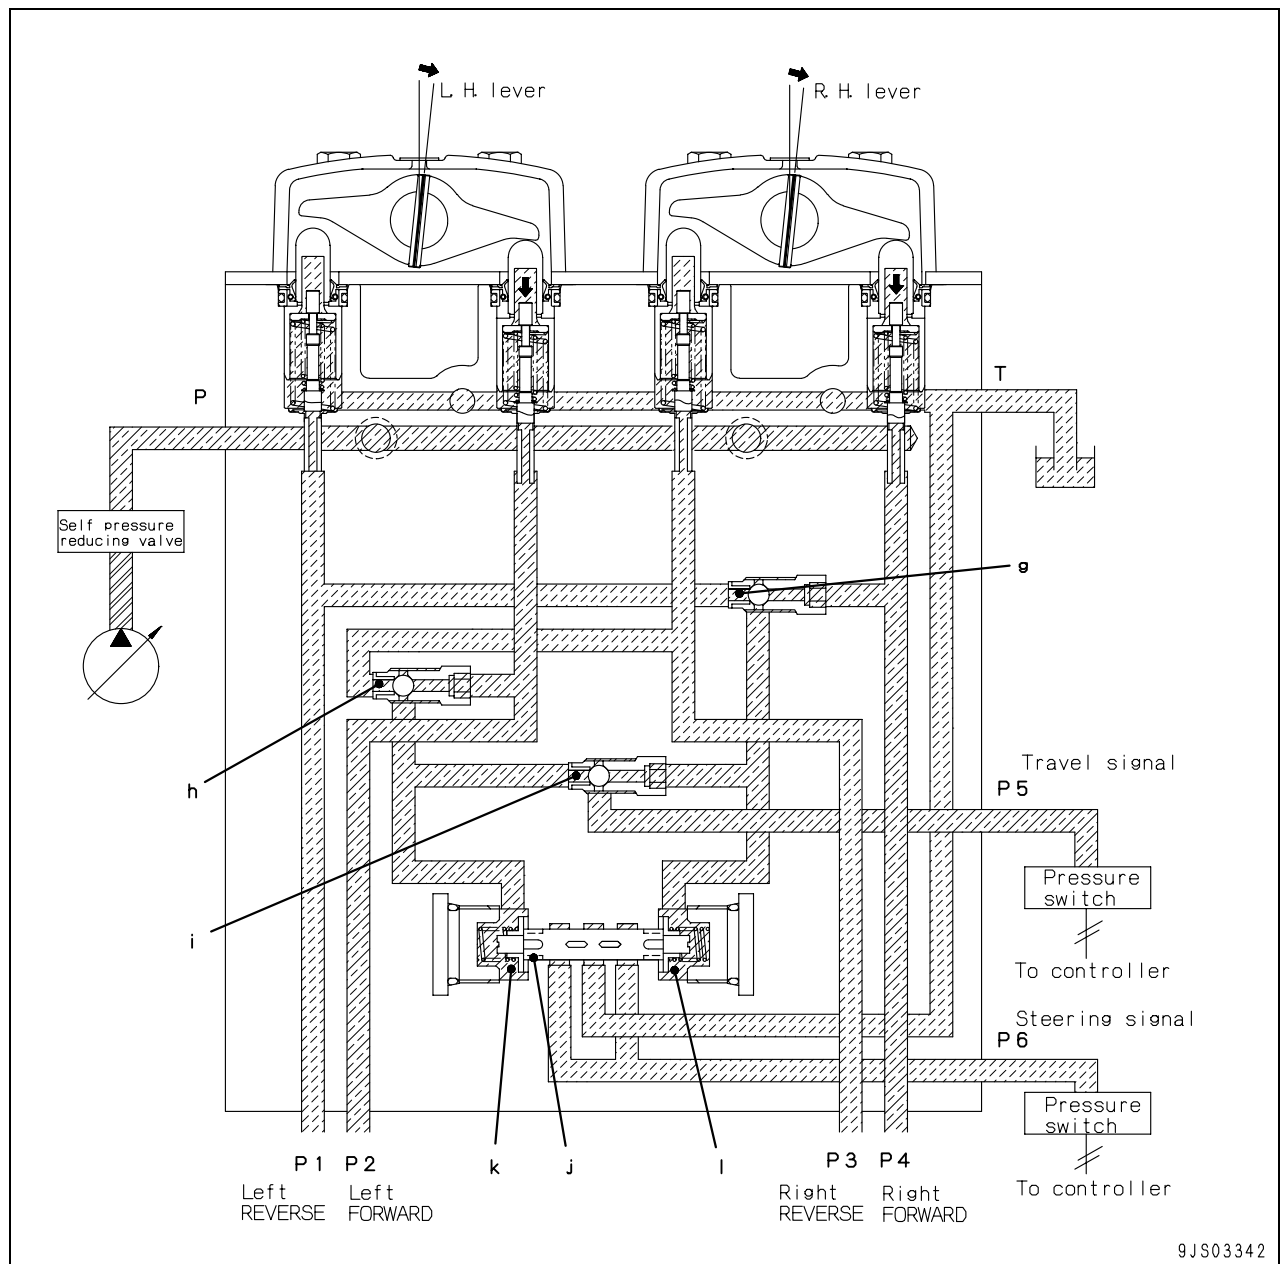 L.H. lever
R.H. lever
P
T
Self pressure
reducing valve
g
h
Travel signal
P5
Pressure
switch
i
To controller
Steering signal
P6
Pressure
switch
k
j
l
To controller
P1
P2
P3
P4
Left
REVERSE
Left
FORWARD
Right
REVERSE
Right
FORWARD
9JS03342